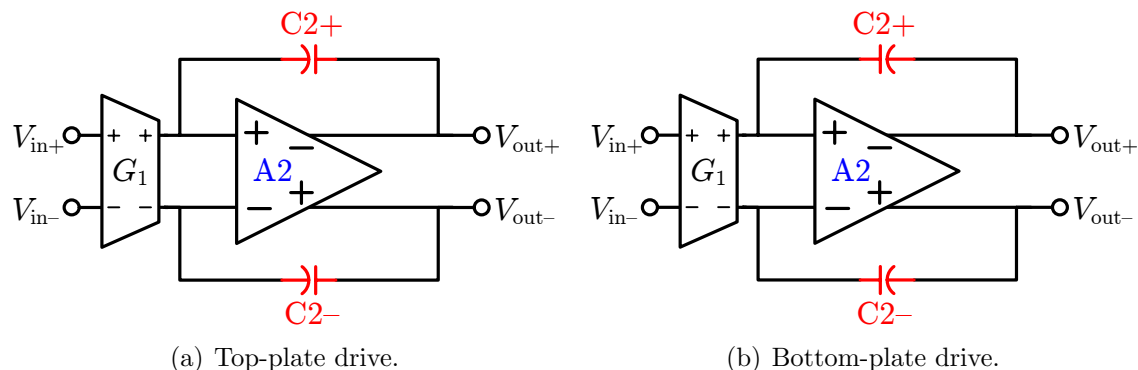 C2+ C2+
V_in+ + + + − V_out+ V_in+ + + + − V_out+
G_1 A2 G_1 A2
V_in– − − − + V_out– V_in– − − − + V_out–
C2– C2–
(a) Top-plate drive. (b) Bottom-plate drive.